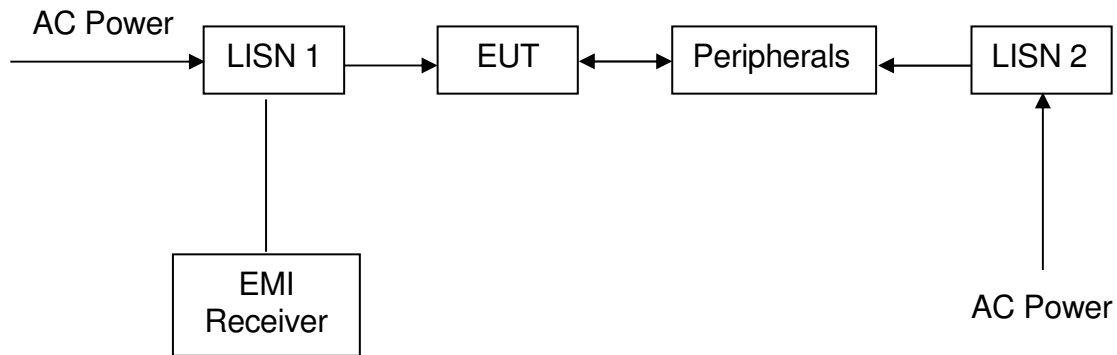 AC Power
LISN 1
EUT
Peripherals
LISN 2
EMI
Receiver
AC Power